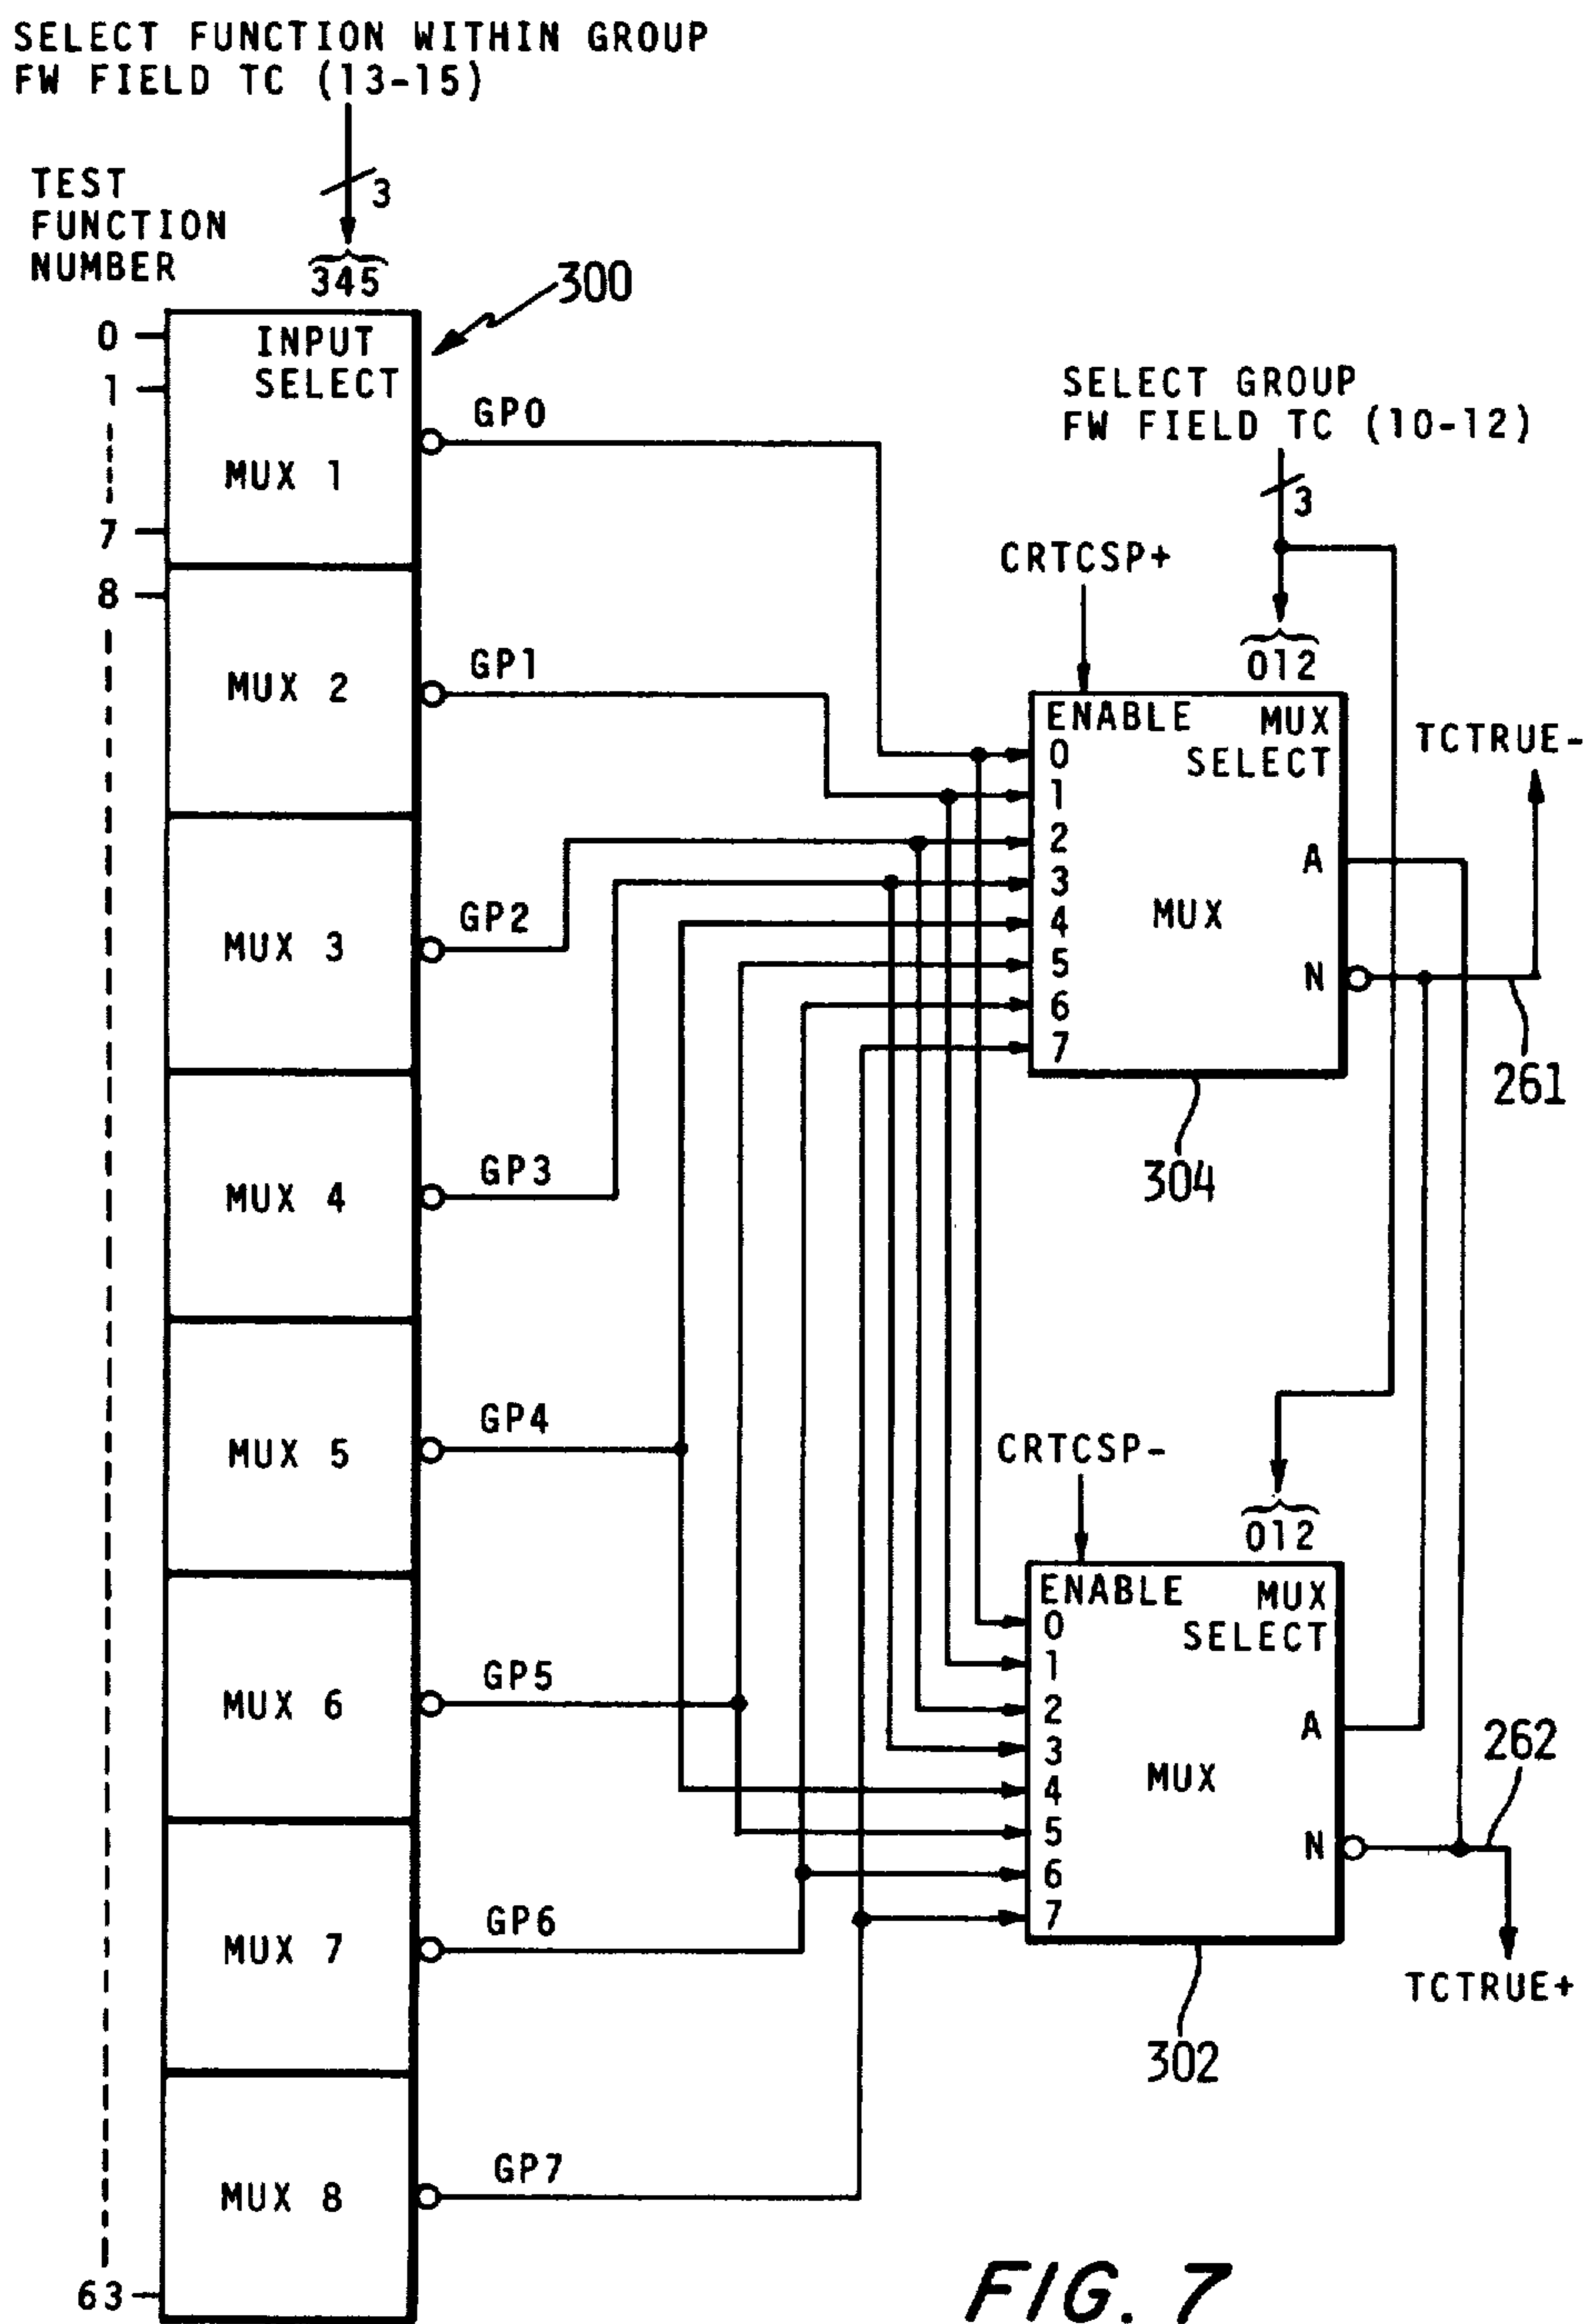 SELECT FUNCTION WITHIN GROUP
FW FIELD TC (13-15)
3
TEST
FUNCTION
NUMBER
345
300
0
1
7
8
63
INPUT
SELECT
MUX 1
MUX 2
MUX 3
MUX 4
MUX 5
MUX 6
MUX 7
MUX 8
GP0
GP1
GP2
GP3
GP4
GP5
GP6
GP7
SELECT GROUP
FW FIELD TC (10-12)
3
CRTCSP+
012
ENABLE
MUX
SELECT
0
1
2
3
4
5
6
7
MUX
A
N
TCTRUE-
261
304
CRTCSP-
012
ENABLE
MUX
SELECT
0
1
2
3
4
5
6
7
MUX
A
N
262
TCTRUE+
302
FIG. 7